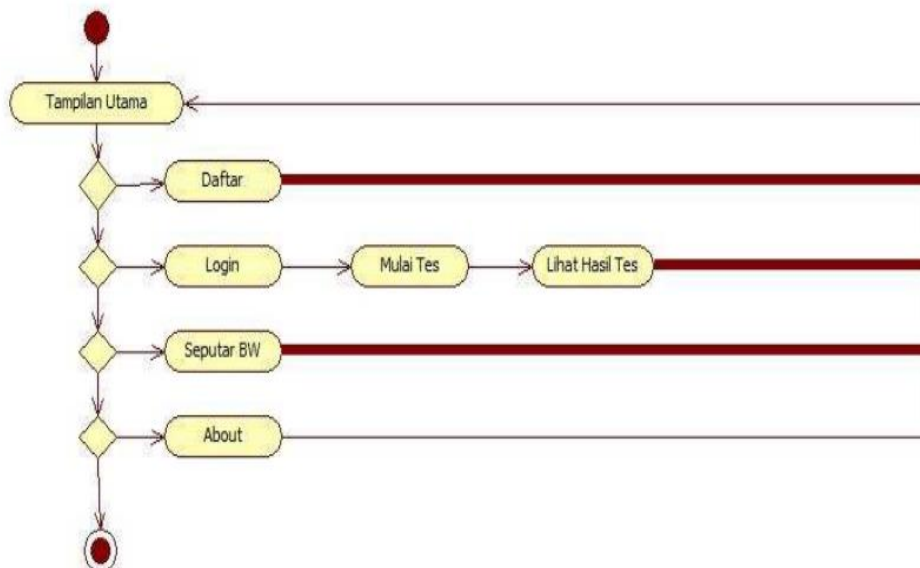 Tampilan Utama
Daftar
Login
Mulai Tes
Lihat Hasil Tes
Seputar BW
About